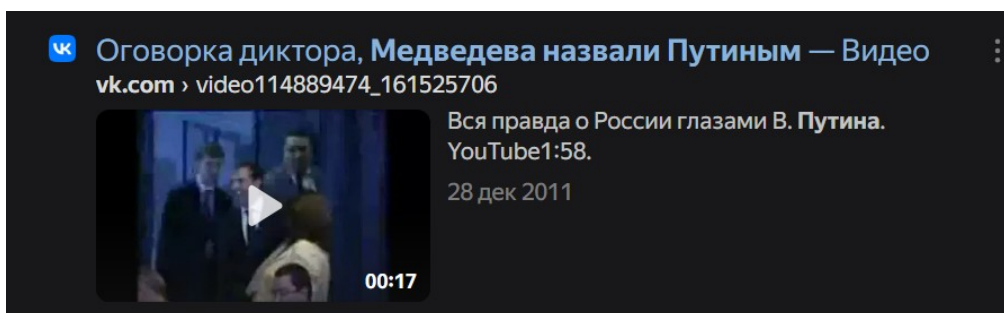 Оговорка диктора, Медведева назвали Путиным — Видео
vk.com › video114889474_161525706
Вся правда о России глазами В. Путина.
YouTube1:58.
28 дек 2011
00:17